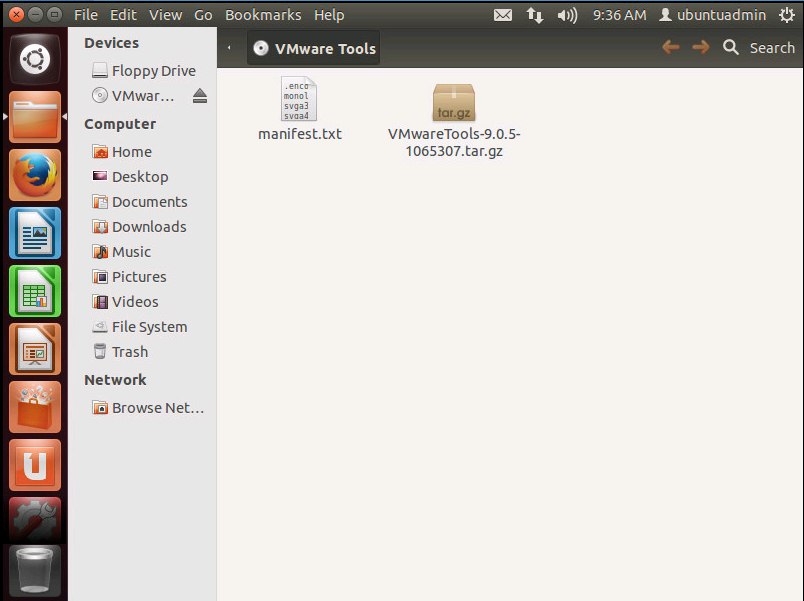 File Edit View Go Bookmarks Help
9:36 AM ubuntuadmin
VMware Tools
Search
Devices
Floppy Drive
VMwar...
Computer
Home
Desktop
Documents
Downloads
Music
Pictures
Videos
File System
Trash
Network
Browse Net...
.enco
monol
svga3
svga4
manifest.txt
tar.gz
VMwareTools-9.0.5-
1065307.tar.gz